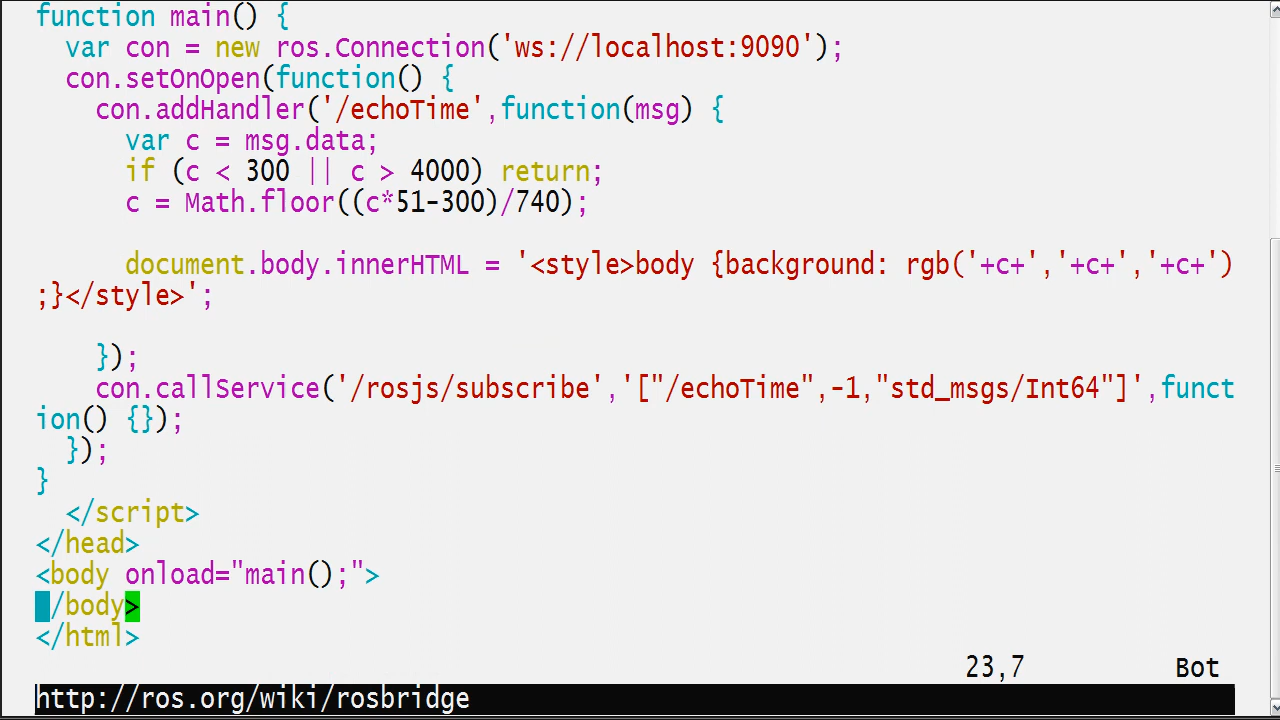 function main() {
  var con = new ros.Connection('ws://localhost:9090');
  con.setOnOpen(function() {
    con.addHandler('/echoTime',function(msg) {
      var c = msg.data;
      if (c < 300 || c > 4000) return;
      c = Math.floor((c*51-300)/740);

      document.body.innerHTML = '<style>body {background: rgb('+c+','+c+','+c+')
;}</style>';

    });
    con.callService('/rosjs/subscribe','["/echoTime",-1,"std_msgs/Int64"]',funct
ion() {});
  });
}
  </script>
</head>
<body onload="main();">
</body>
</html>
23,7 Bot
http://ros.org/wiki/rosbridge